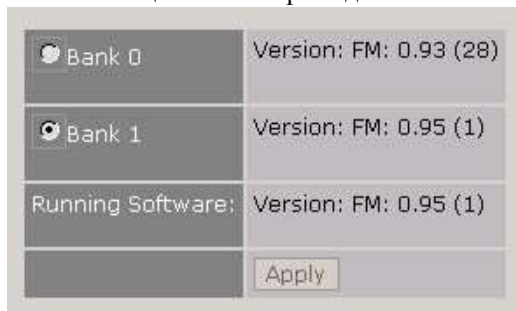 Bank 0 Version: FM: 0.93 (28)
Bank 1 Version: FM: 0.95 (1)
Running Software: Version: FM: 0.95 (1)
Apply